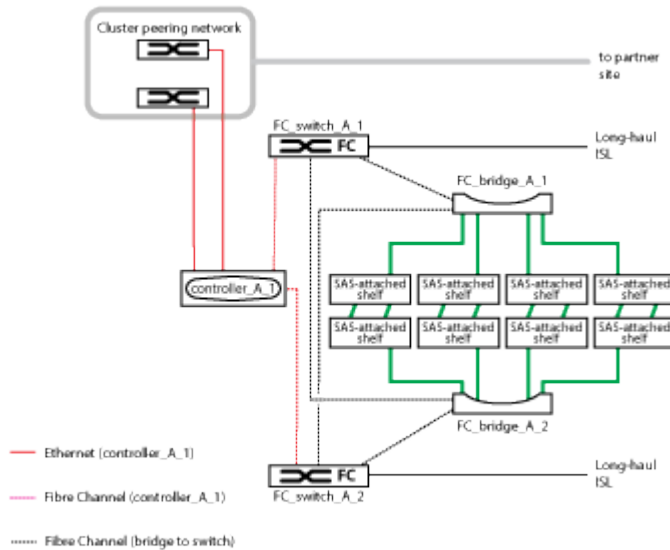 Cluster peering network
to partner
site
FC_switch_A_1
FC
Long-haul
ISL
FC_bridge_A_1
controller_A_1
SAS-attached
shelf
SAS-attached
shelf
SAS-attached
shelf
SAS-attached
shelf
SAS-attached
shelf
SAS-attached
shelf
SAS-attached
shelf
SAS-attached
shelf
FC_bridge_A_2
Ethernet (controller_A_1)
FC
Long-haul
ISL
FC_switch_A_2
Fibre Channel (controller_A_1)
Fibre Channel (bridge to switch)